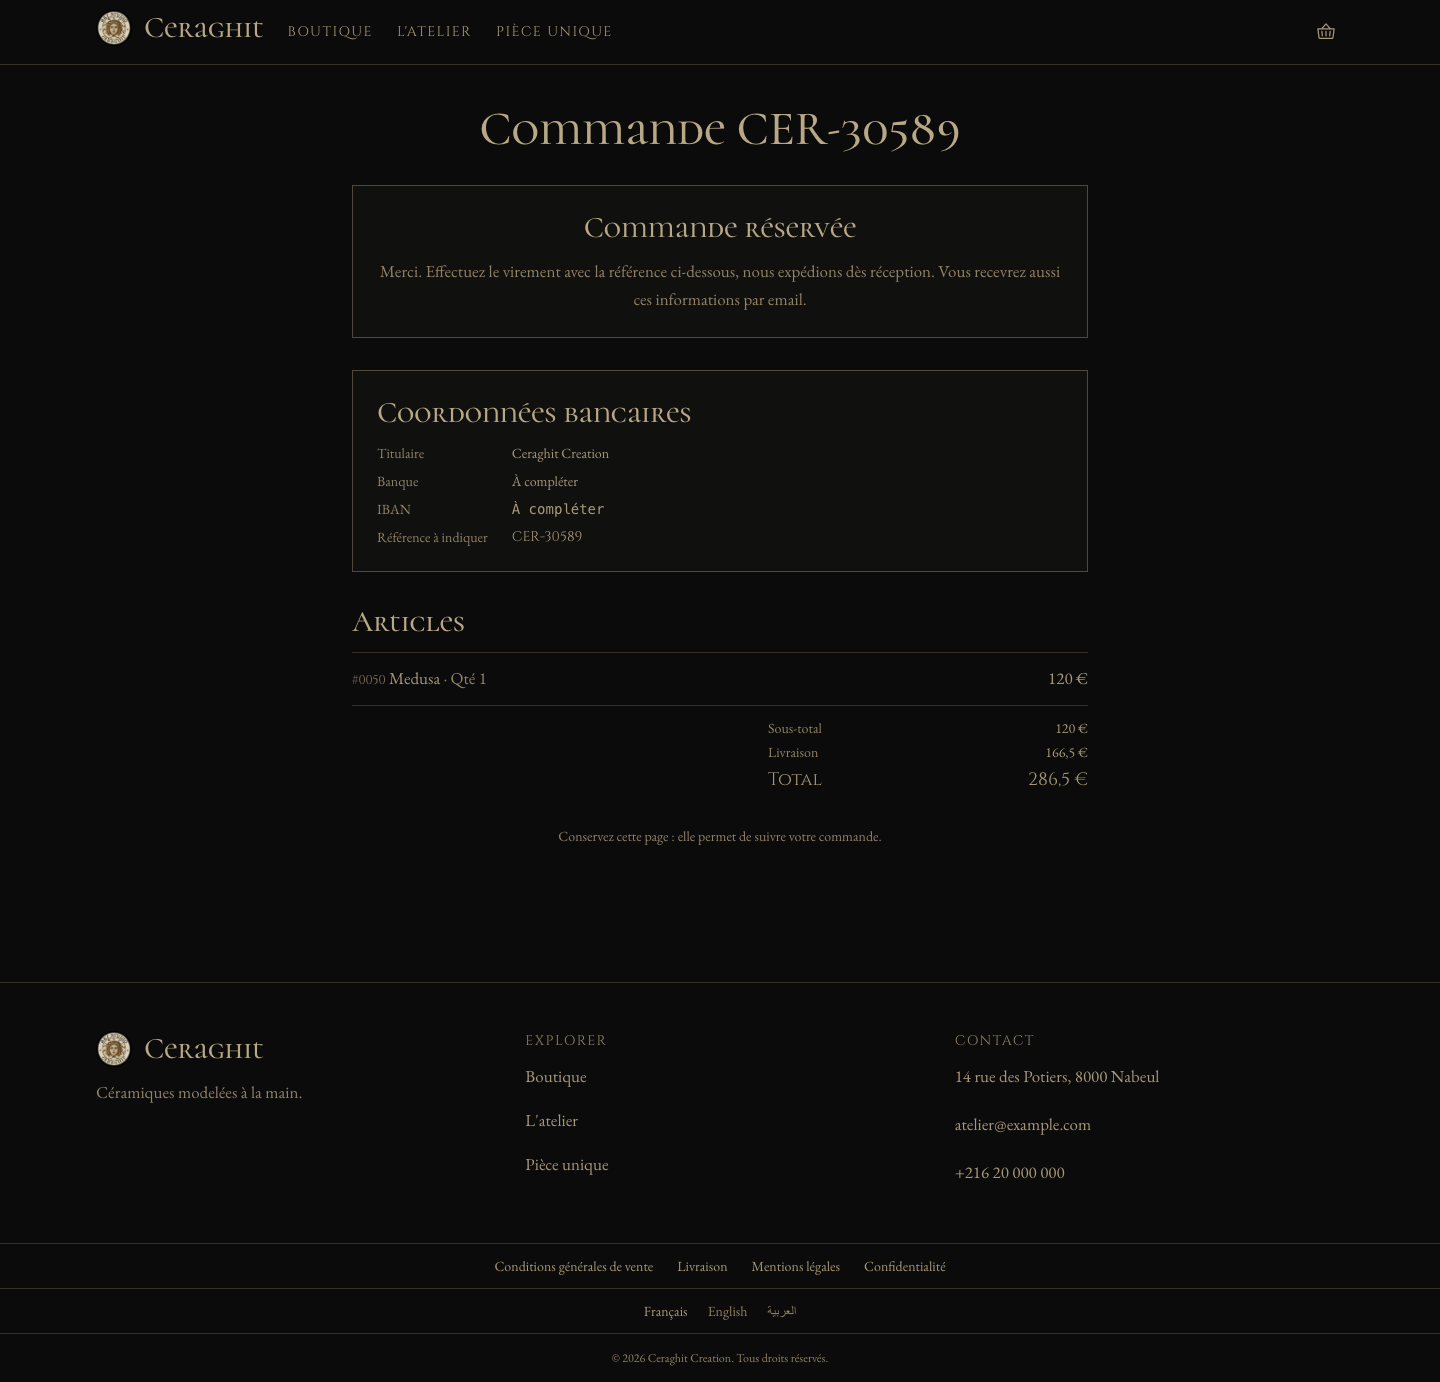 Ceraghit
BOUTIQUE
L'ATELIER
PIÈCE UNIQUE
Commande CER-30589
Commande réservée
Merci. Effectuez le virement avec la référence ci-dessous, nous expédions dès réception. Vous recevrez aussi
ces informations par email.
Coordonnées bancaires
Titulaire Ceraghit Creation
Banque À compléter
IBAN À compléter
Référence à indiquer CER-30589
Articles
#0050 Medusa · Qté 1 120 €
Sous-total 120 €
Livraison 166,5 €
Total 286,5 €
Conservez cette page : elle permet de suivre votre commande.
Ceraghit
Céramiques modelées à la main.
EXPLORER
Boutique
L'atelier
Pièce unique
CONTACT
14 rue des Potiers, 8000 Nabeul
atelier@example.com
+216 20 000 000
Conditions générales de vente Livraison Mentions légales Confidentialité
Français English العربية
© 2026 Ceraghit Creation. Tous droits réservés.